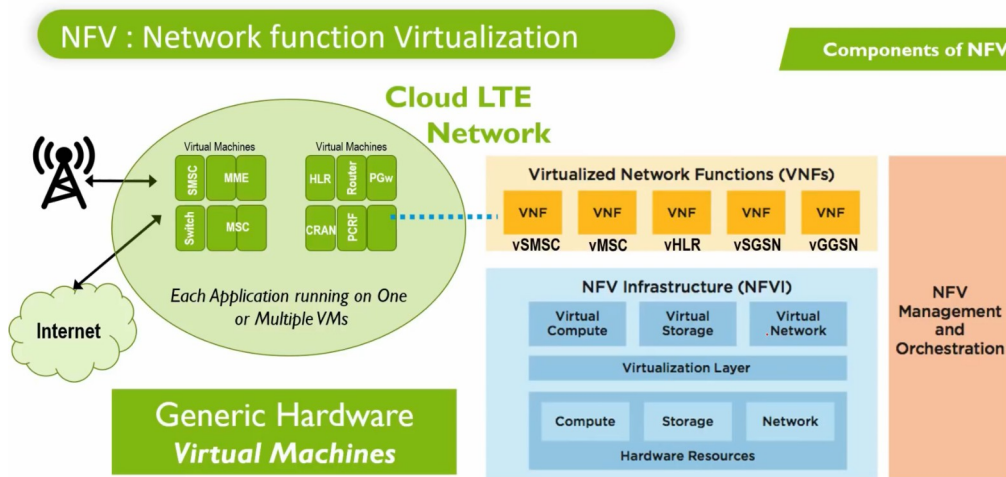 NFV : Network function Virtualization
Components of NFV
Cloud LTE
Network
Virtual Machines
SMSC
MME
Switch
MSC
Virtual Machines
HLR
Router
PGw
CRAN
PCRF
Each Application running on One
or Multiple VMs
Internet
Generic Hardware
Virtual Machines
Virtualized Network Functions (VNFs)
VNF
VNF
VNF
VNF
VNF
vSMSC
vMSC
vHLR
vSGSN
vGGSN
NFV Infrastructure (NFVI)
Virtual
Compute
Virtual
Storage
Virtual
Network
Virtualization Layer
Compute
Storage
Network
Hardware Resources
NFV
Management
and
Orchestration